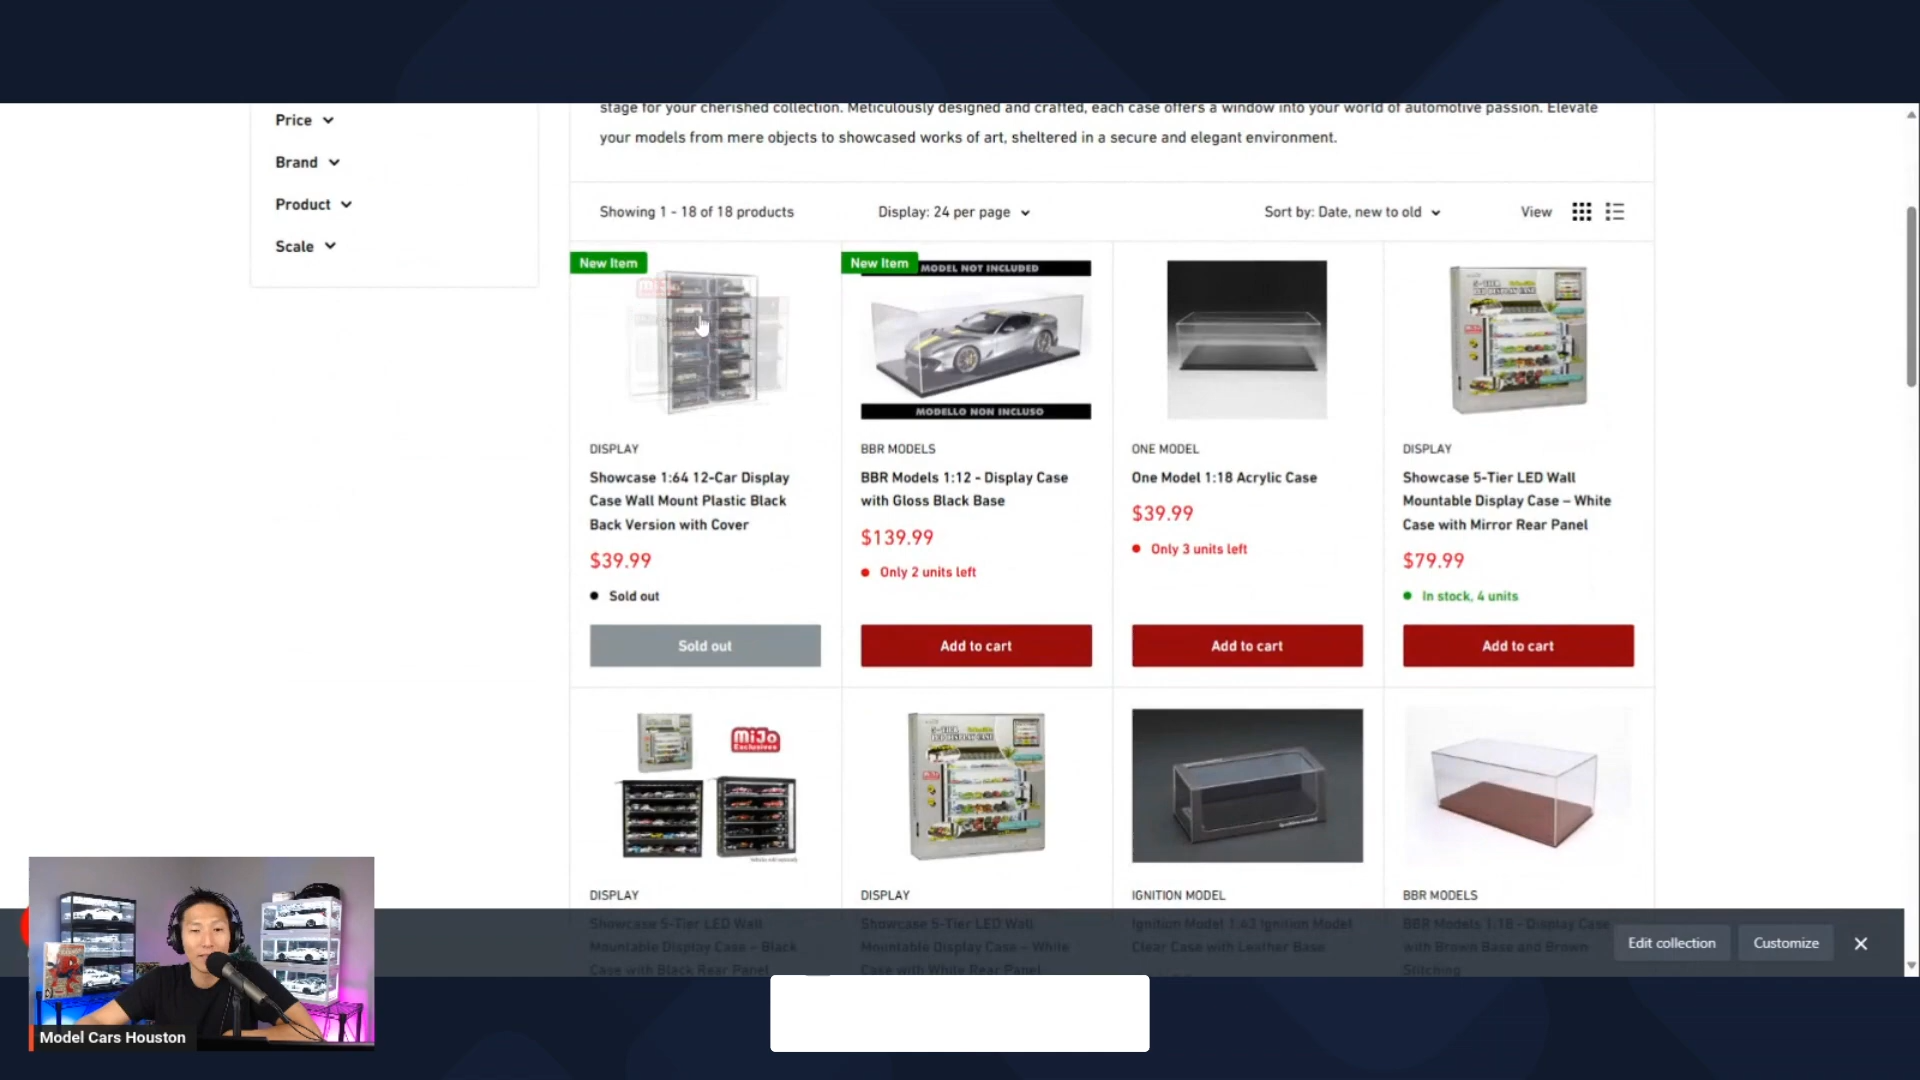 stage for your cherished collection. Meticulously designed and crafted, each case offers a window into your world of automotive passion. Elevate
your models from mere objects to showcased works of art, sheltered in a secure and elegant environment.
Price
Brand
Product
Scale
Showing 1 - 18 of 18 products
Display: 24 per page
Sort by: Date, new to old
View
New Item
New Item
MODEL NOT INCLUDED
MODELLO NON INCLUSO
DISPLAY
Showcase 1:64 12-Car Display
Case Wall Mount Plastic Black
Back Version with Cover
$39.99
Sold out
Sold out
BBR MODELS
BBR Models 1:12 - Display Case
with Gloss Black Base
$139.99
Only 2 units left
Add to cart
ONE MODEL
One Model 1:18 Acrylic Case
$39.99
Only 3 units left
Add to cart
DISPLAY
Showcase 5-Tier LED Wall
Mountable Display Case – White
Case with Mirror Rear Panel
$79.99
In stock, 4 units
Add to cart
MiJo
Exclusives
DISPLAY
Showcase 5-Tier LED Wall
Mountable Display Case – Black
Case with Black Rear Panel
DISPLAY
Showcase 5-Tier LED Wall
Mountable Display Case – White
Case with White Rear Panel
IGNITION MODEL
Ignition Model 1:63 Ignition Model
Clear Case with Leather Base
BBR MODELS
BBR Models 1:18 - Display Case
with Brown Base and Brown
Stitching
Edit collection
Customize
Model Cars Houston